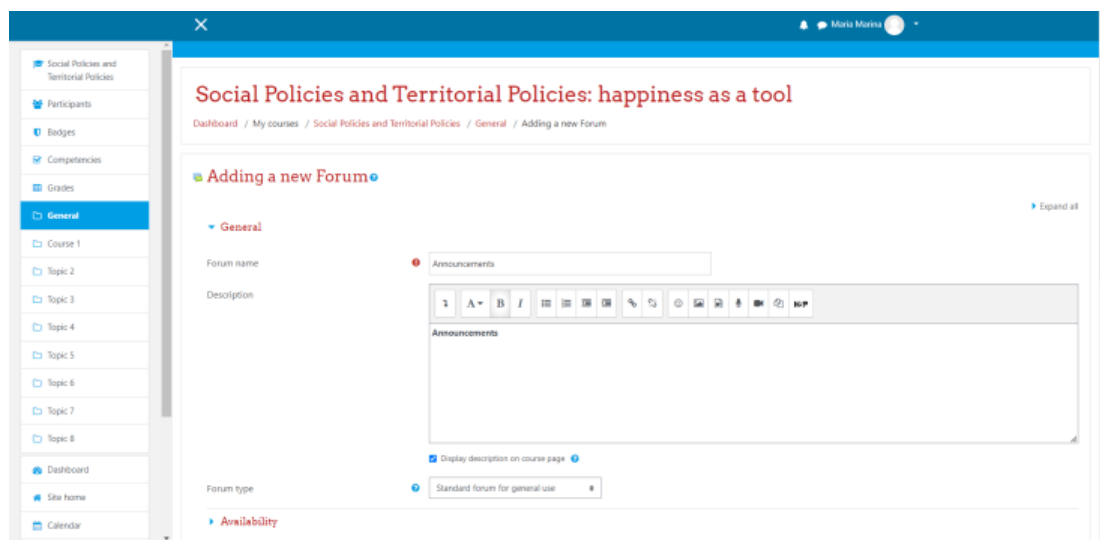 Maria Marina
Social Policies and
Territorial Policies
Participants
Badges
Competencies
Grades
General
Course 1
Topic 2
Topic 3
Topic 4
Topic 5
Topic 6
Topic 7
Topic 8
Dashboard
Site home
Calendar
Social Policies and Territorial Policies: happiness as a tool
Dashboard / My courses / Social Policies and Territorial Policies / General / Adding a new Forum
Adding a new Forum
Expand all
General
Forum name
Announcements
Description
A B I H-P
Announcements
Display description on course page
Forum type
Standard forum for general use
Availability